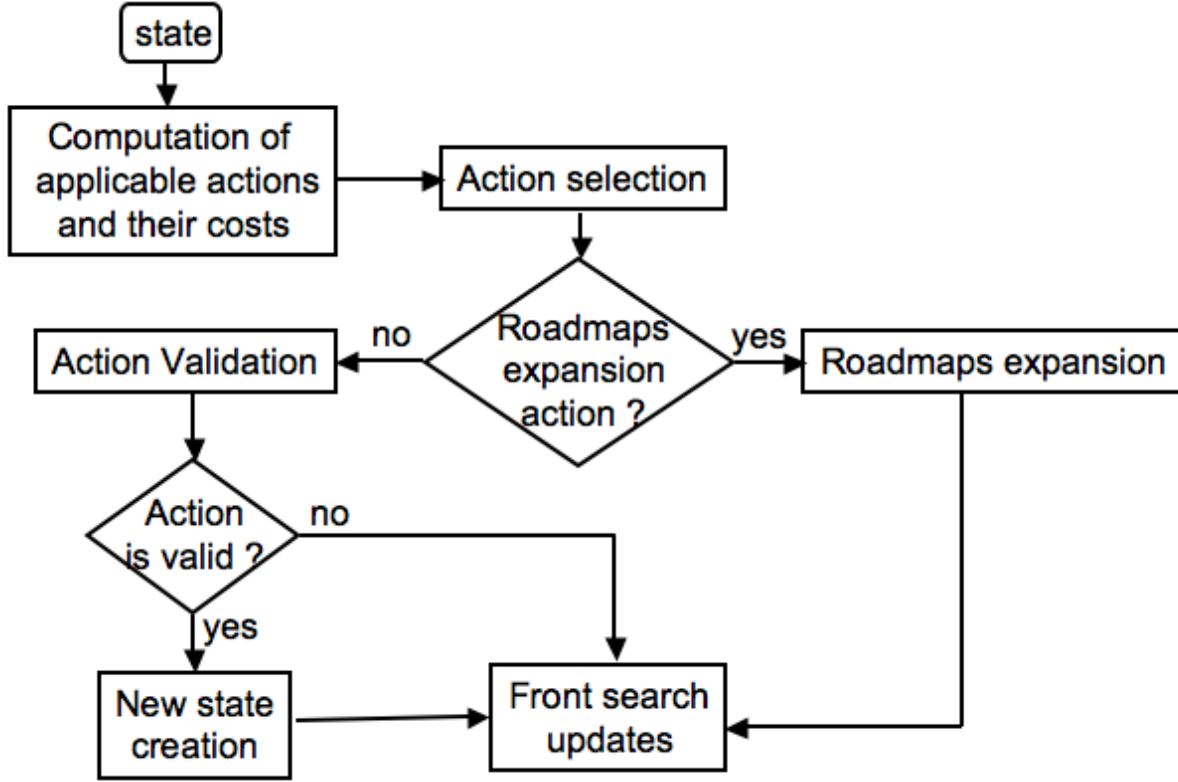 state
Computation of
applicable actions
and their costs
Action selection
Roadmaps
expansion
action ?
no
yes
Action Validation
Roadmaps expansion
Action
is valid ?
no
yes
New state
creation
Front search
updates